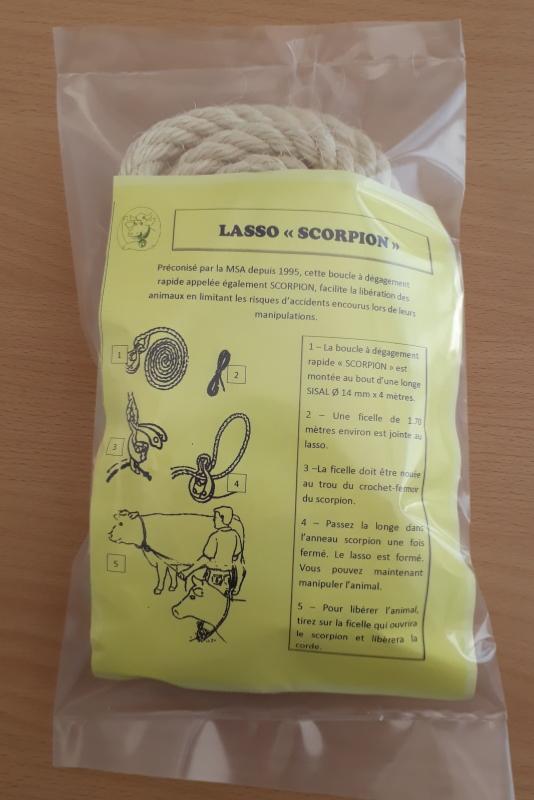 LASSO « SCORPION »
Préconisé par la MSA depuis 1995, cette boucle à dégagement
rapide appelée également SCORPION, facilite la libération des
animaux en limitant les risques d'accidents encourus lors de leurs
manipulations.
1
2
3
4
5
1 – La boucle à dégagement
rapide « SCORPION » est
montée au bout d'une longe
SISAL Ø 14 mm x 4 mètres.
2 – Une ficelle de 1.70
mètres environ est jointe au
lasso.
3 –La ficelle doit être nouée
au trou du crochet-fermoir
du scorpion.
4 – Passez la longe dans
l'anneau scorpion une fois
fermé. Le lasso est formé.
Vous pouvez maintenant
manipuler l'animal.
5 – Pour libérer l'animal,
tirez sur la ficelle qui ouvrira
le scorpion et libèrera la
corde.